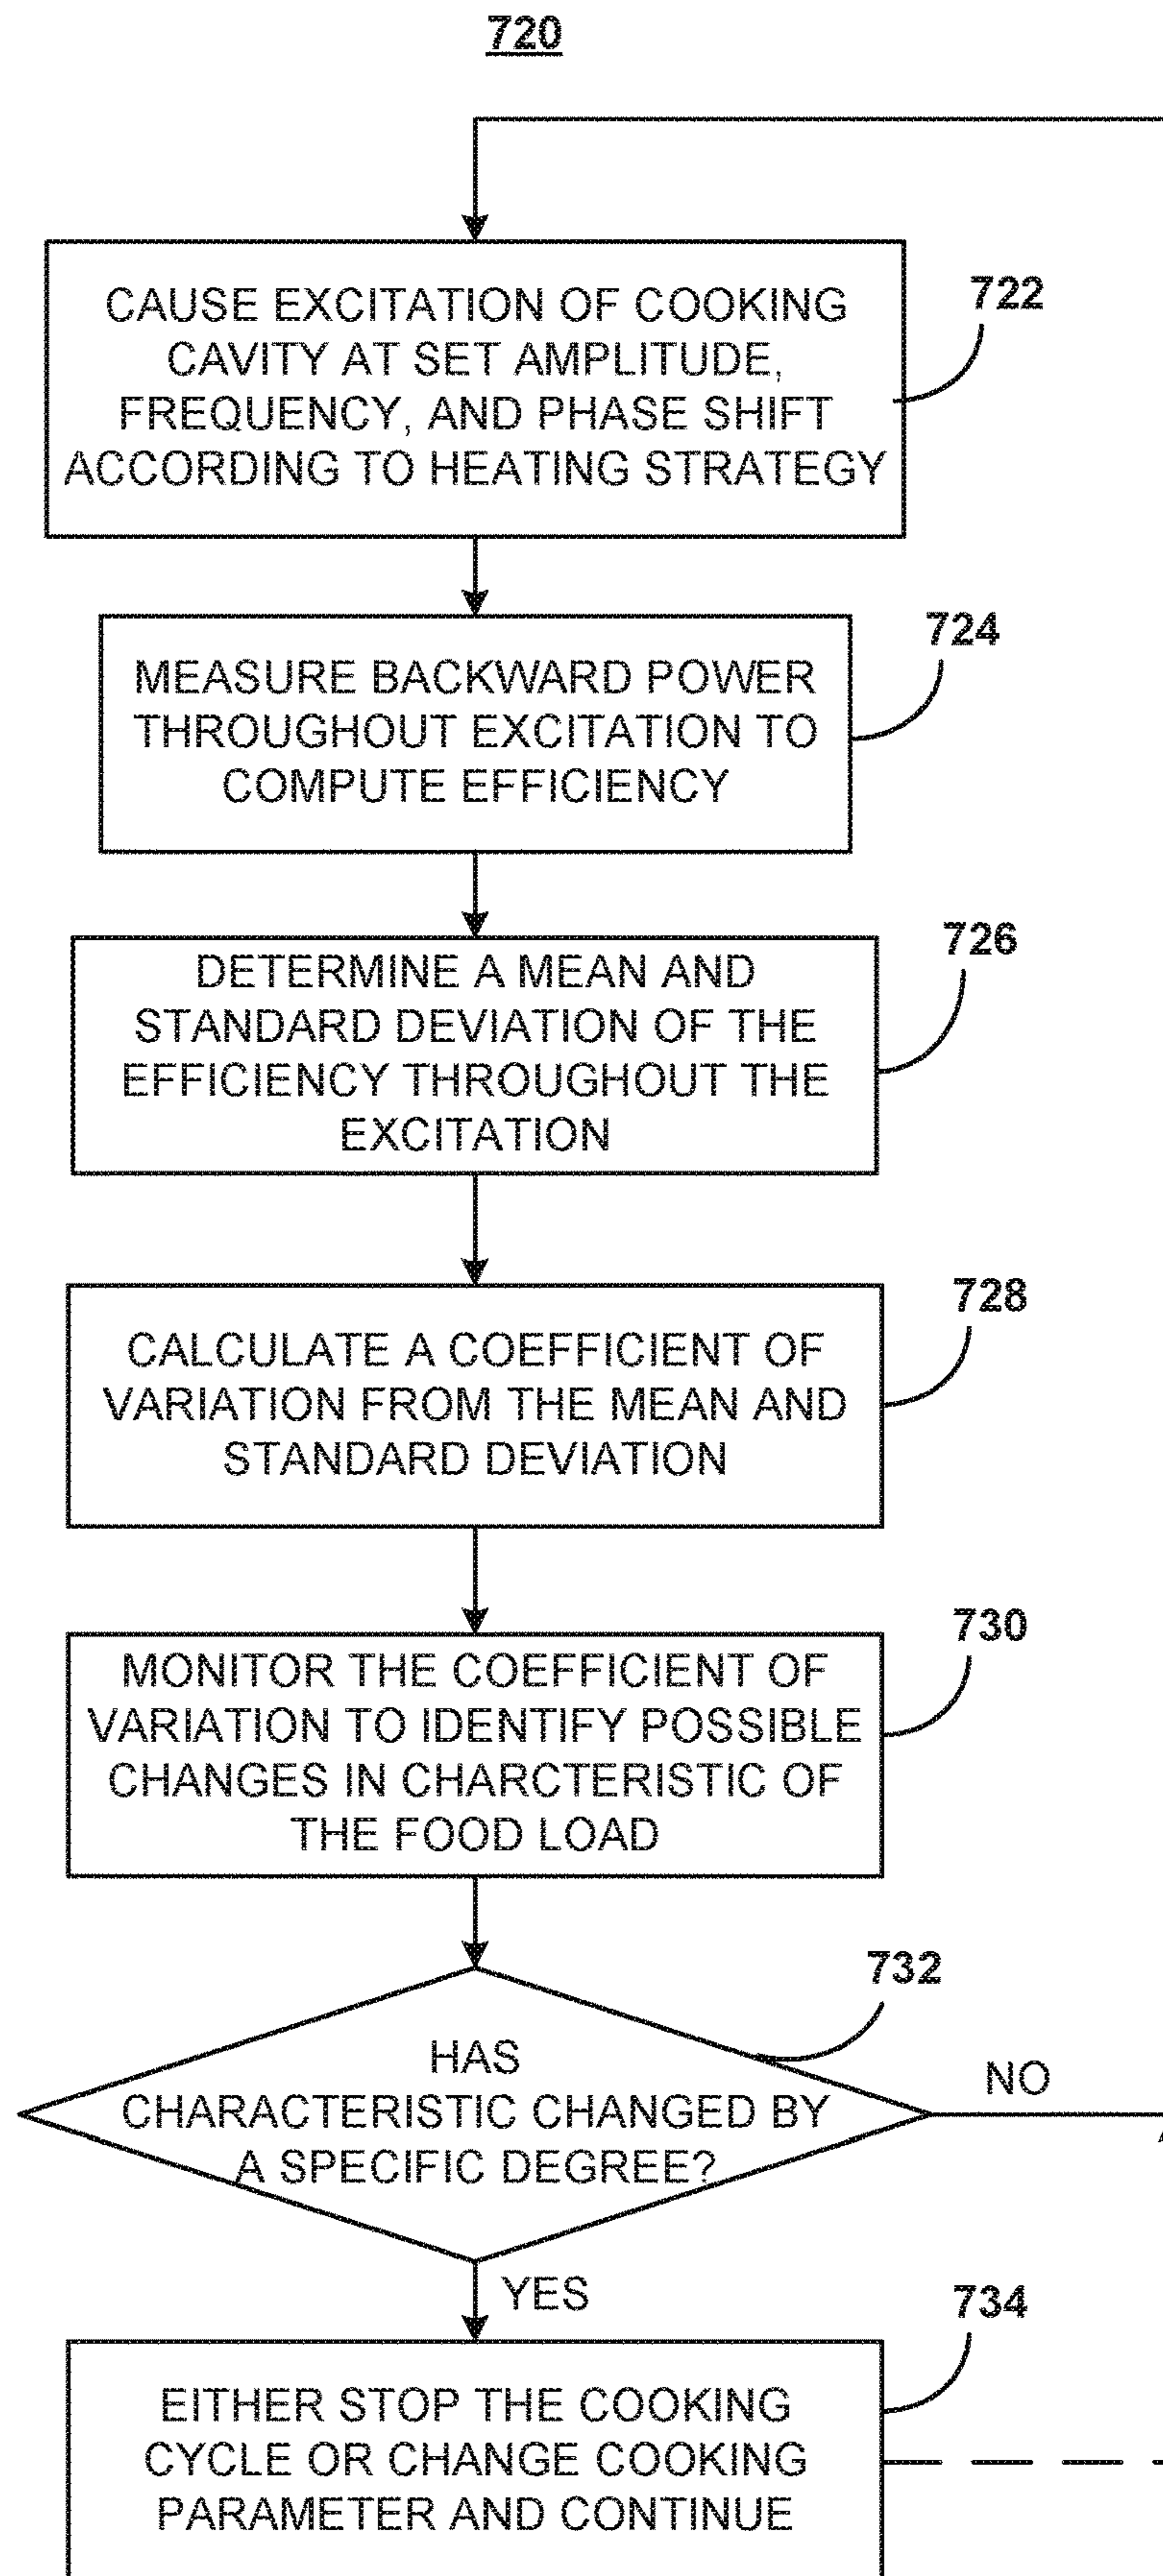 720
CAUSE EXCITATION OF COOKING
CAVITY AT SET AMPLITUDE,
FREQUENCY, AND PHASE SHIFT
ACCORDING TO HEATING STRATEGY
722
MEASURE BACKWARD POWER
THROUGHOUT EXCITATION TO
COMPUTE EFFICIENCY
724
DETERMINE A MEAN AND
STANDARD DEVIATION OF THE
EFFICIENCY THROUGHOUT THE
EXCITATION
726
CALCULATE A COEFFICIENT OF
VARIATION FROM THE MEAN AND
STANDARD DEVIATION
728
MONITOR THE COEFFICIENT OF
VARIATION TO IDENTIFY POSSIBLE
CHANGES IN CHARCTERISTIC OF
THE FOOD LOAD
730
HAS
CHARACTERISTIC CHANGED BY
A SPECIFIC DEGREE?
732
NO
YES
EITHER STOP THE COOKING
CYCLE OR CHANGE COOKING
PARAMETER AND CONTINUE
734